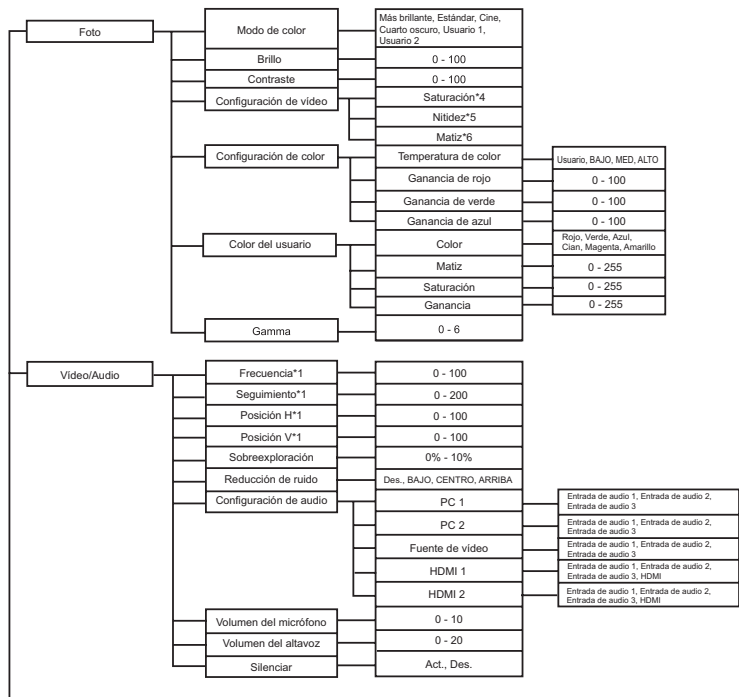 Foto
Modo de color
Más brillante, Estándar, Cine,
Cuarto oscuro, Usuario 1,
Usuario 2
Brillo
0 - 100
Contraste
0 - 100
Configuración de vídeo
Saturación*4
Nitidez*5
Matiz*6
Configuración de color
Temperatura de color
Usuario, BAJO, MED, ALTO
Ganancia de rojo
0 - 100
Ganancia de verde
0 - 100
Ganancia de azul
0 - 100
Color del usuario
Color
Rojo, Verde, Azul,
Cian, Magenta, Amarillo
Matiz
0 - 255
Saturación
0 - 255
Ganancia
0 - 255
Gamma
0 - 6
Vídeo/Audio
Frecuencia*1
0 - 100
Seguimiento*1
0 - 200
Posición H*1
0 - 100
Posición V*1
0 - 100
Sobreexploración
0% - 10%
Reducción de ruido
Des., BAJO, CENTRO, ARRIBA
Configuración de audio
PC 1
Entrada de audio 1, Entrada de audio 2,
Entrada de audio 3
PC 2
Entrada de audio 1, Entrada de audio 2,
Entrada de audio 3
Fuente de vídeo
Entrada de audio 1, Entrada de audio 2,
Entrada de audio 3
HDMI 1
Entrada de audio 1, Entrada de audio 2,
Entrada de audio 3, HDMI
HDMI 2
Entrada de audio 1, Entrada de audio 2,
Entrada de audio 3, HDMI
Volumen del micrófono
0 - 10
Volumen del altavoz
0 - 20
Silenciar
Act., Des.